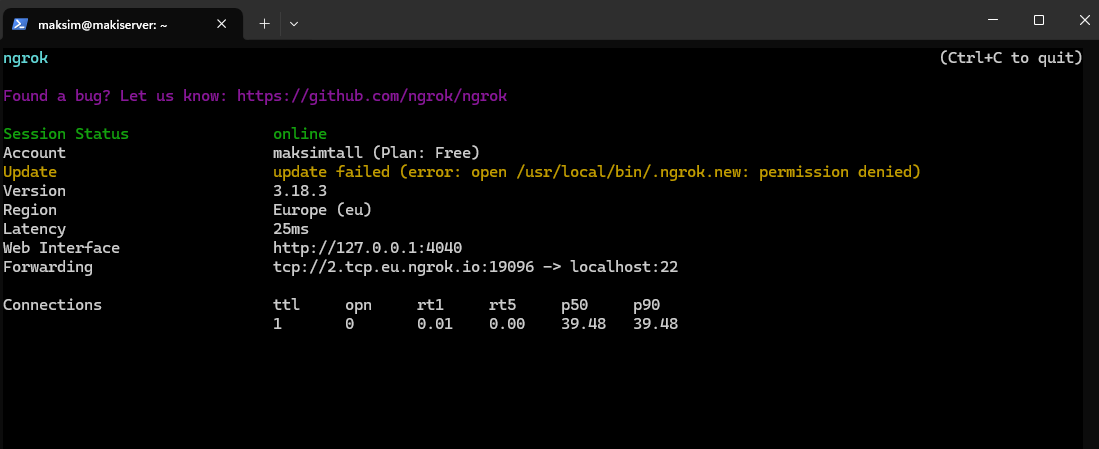 maksim@makiserver: ~
ngrok (Ctrl+C to quit)
Found a bug? Let us know: https://github.com/ngrok/ngrok
Session Status online
Account maksimtall (Plan: Free)
Update update failed (error: open /usr/local/bin/.ngrok.new: permission denied)
Version 3.18.3
Region Europe (eu)
Latency 25ms
Web Interface http://127.0.0.1:4040
Forwarding tcp://2.tcp.eu.ngrok.io:19096 -> localhost:22
Connections ttl opn rt1 rt5 p50 p90
1 0 0.01 0.00 39.48 39.48